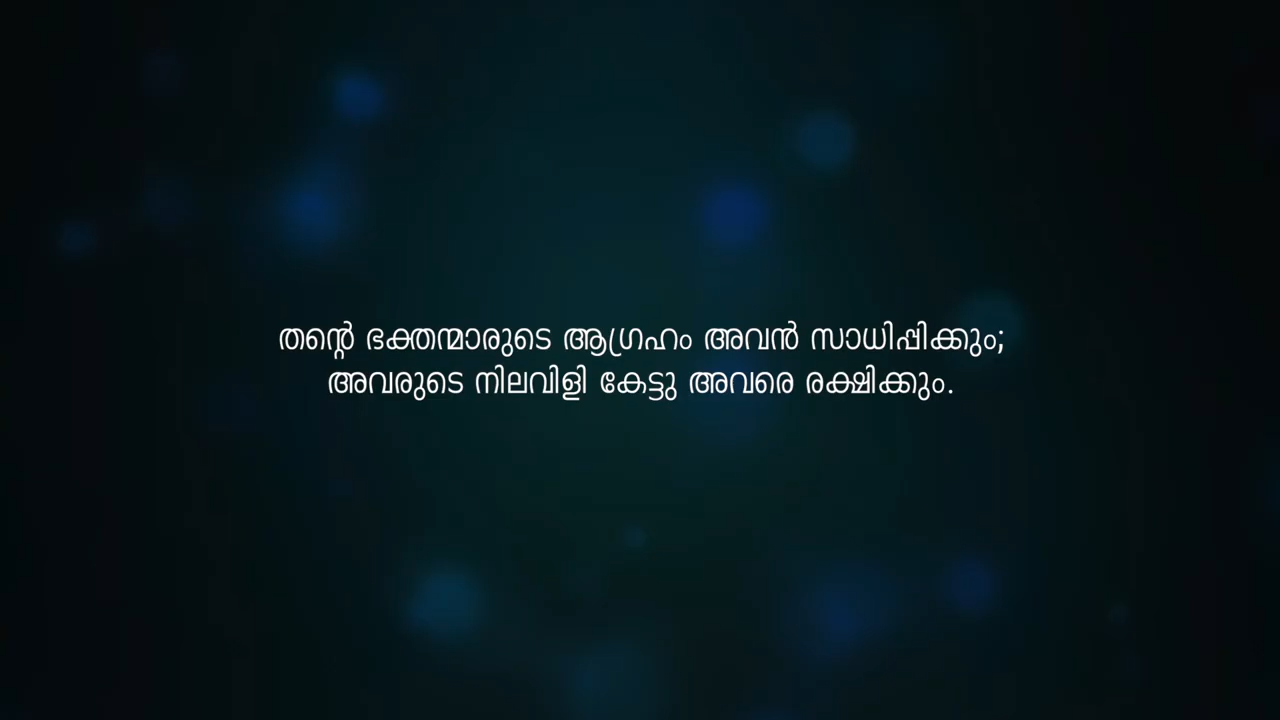 തന്റെ ഭക്തന്മാരുടെ ആഗ്രഹം അവൻ സാധിപ്പിക്കും;
അവരുടെ നിലവിളി കേട്ടു അവരെ രക്ഷിക്കും.